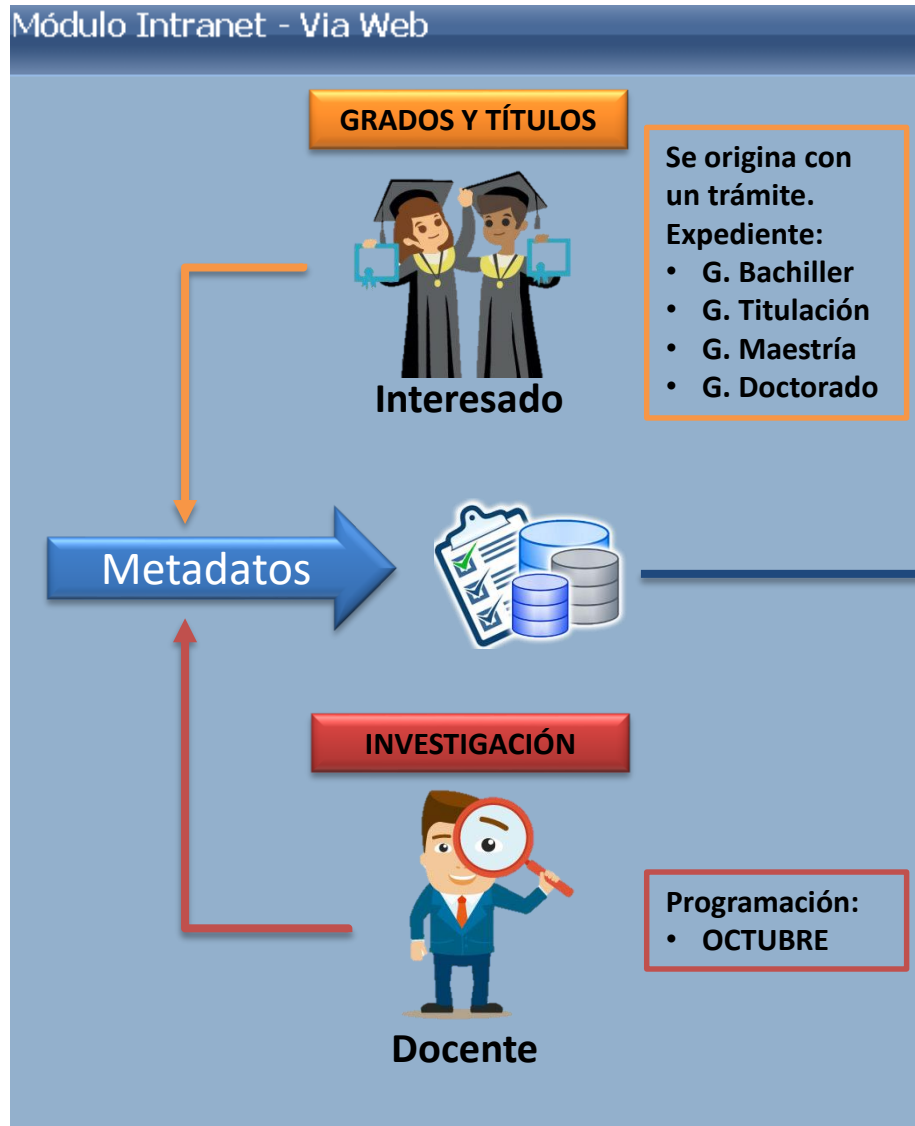 Módulo Intranet - Via Web
GRADOS Y TÍTULOS
Se origina con
un trámite.
Expediente:
• G. Bachiller
• G. Titulación
• G. Maestría
• G. Doctorado
Interesado
Metadatos
INVESTIGACIÓN
Programación:
• OCTUBRE
Docente